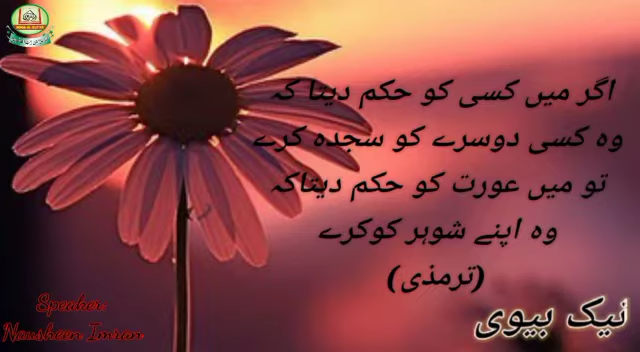 اگر میں کسی کو حکم دیتا کہ
وہ کسی دوسرے کو سجدہ کرے
تو میں عورت کو حکم دیتاکہ
وہ اپنے شوہر کوکرے
(ترمذی)
نیک بیوی
Speaker
Nousheen Imran